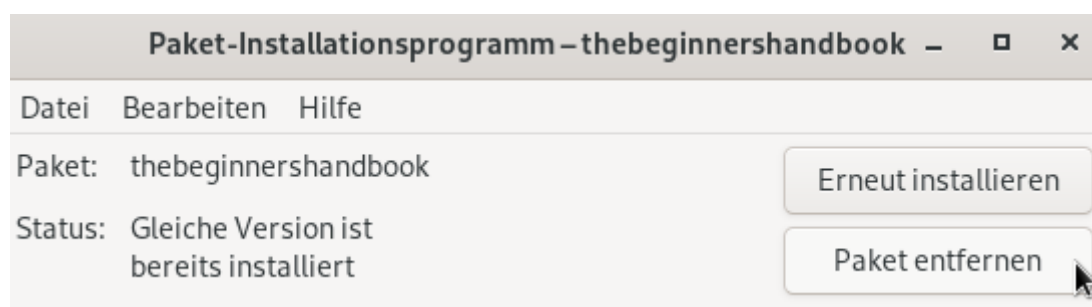 Paket-Installationsprogramm – thebeginnershandbook
Datei Bearbeiten Hilfe
Paket: thebeginnershandbook
Erneut installieren
Status: Gleiche Version ist
bereits installiert
Paket entfernen